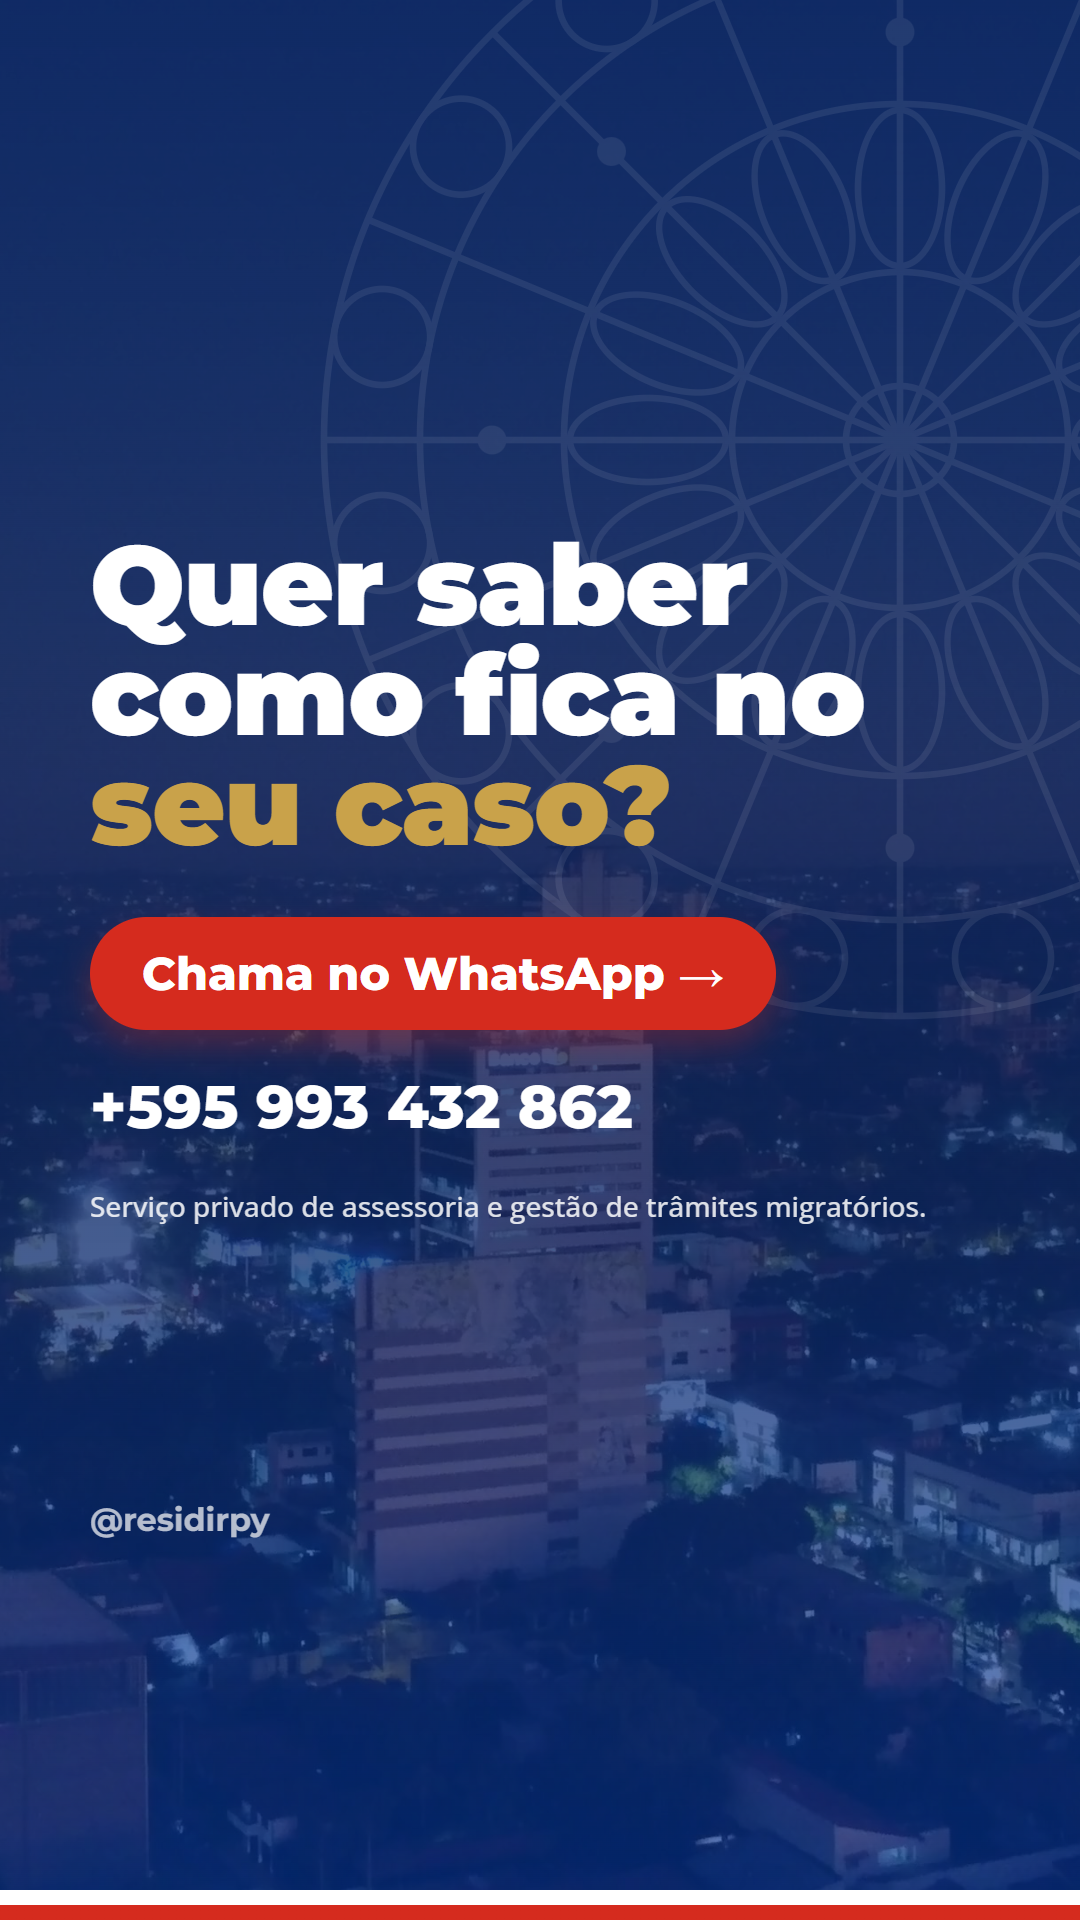 Quer saber
como fica no
seu caso?
Chama no WhatsApp →
+595 993 432 862
Serviço privado de assessoria e gestão de trâmites migratórios.
@residirpy